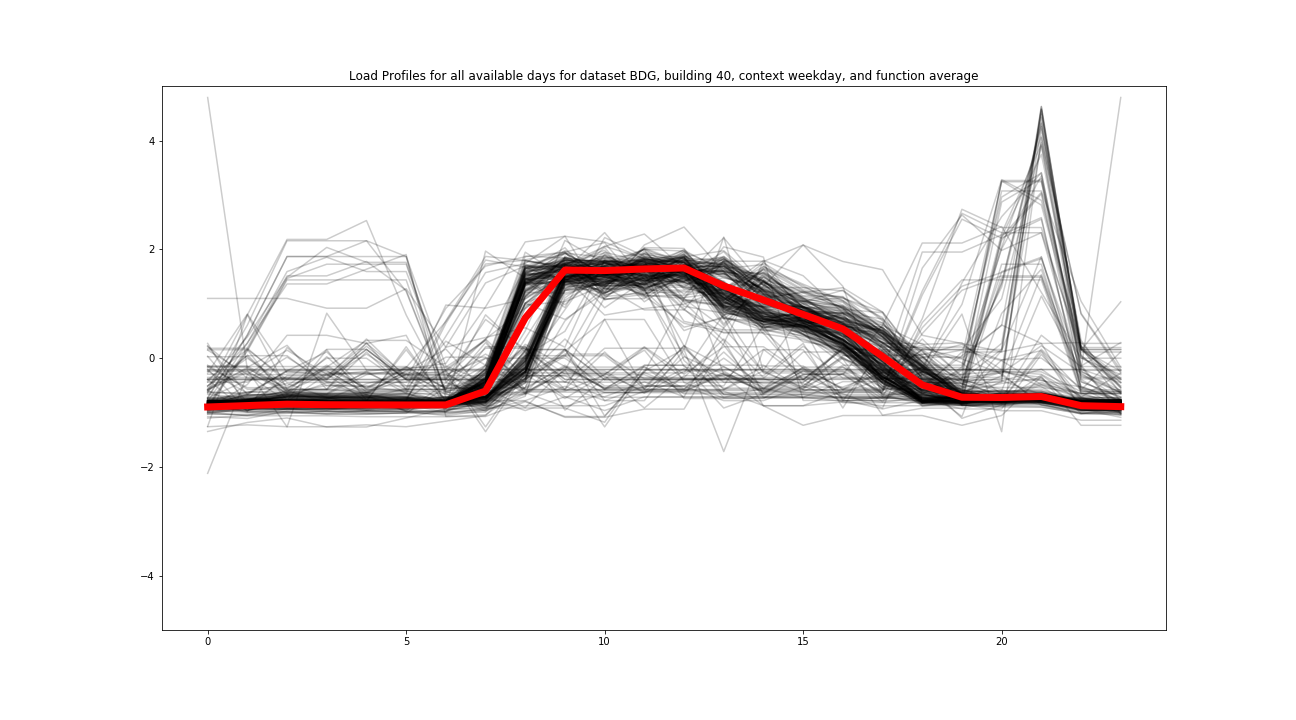 Load Profiles for all available days for dataset BDG, building 40, context weekday, and function average
4
2
0
−2
−4
0 5 10 15 20